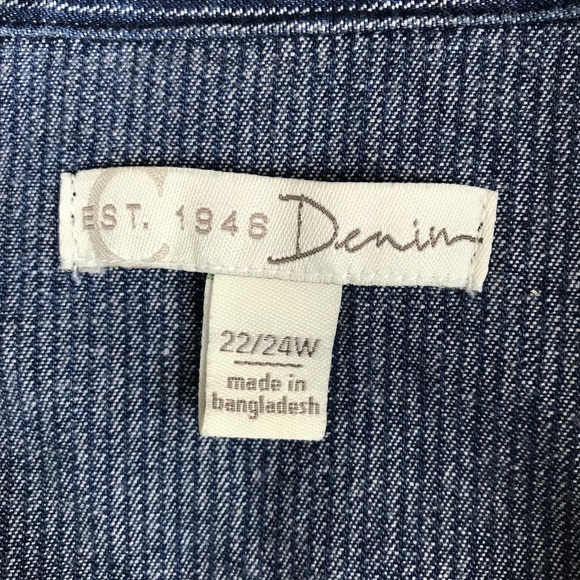 C
EST. 1946 Denim
22/24W
made in
bangladesh